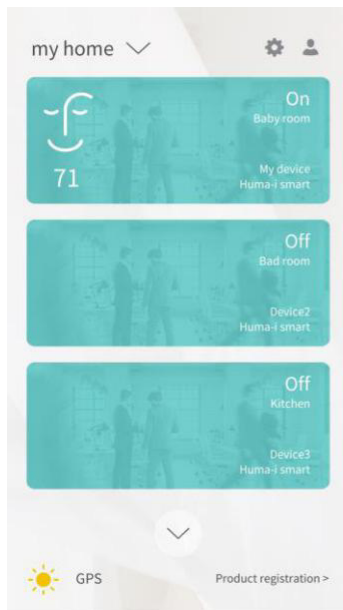 my home
On
Baby room
71
My device
Huma-i smart
Off
Bad room
Device2
Huma-i smart
Off
Kitchen
Device3
Huma-i smart
GPS
Product registration >